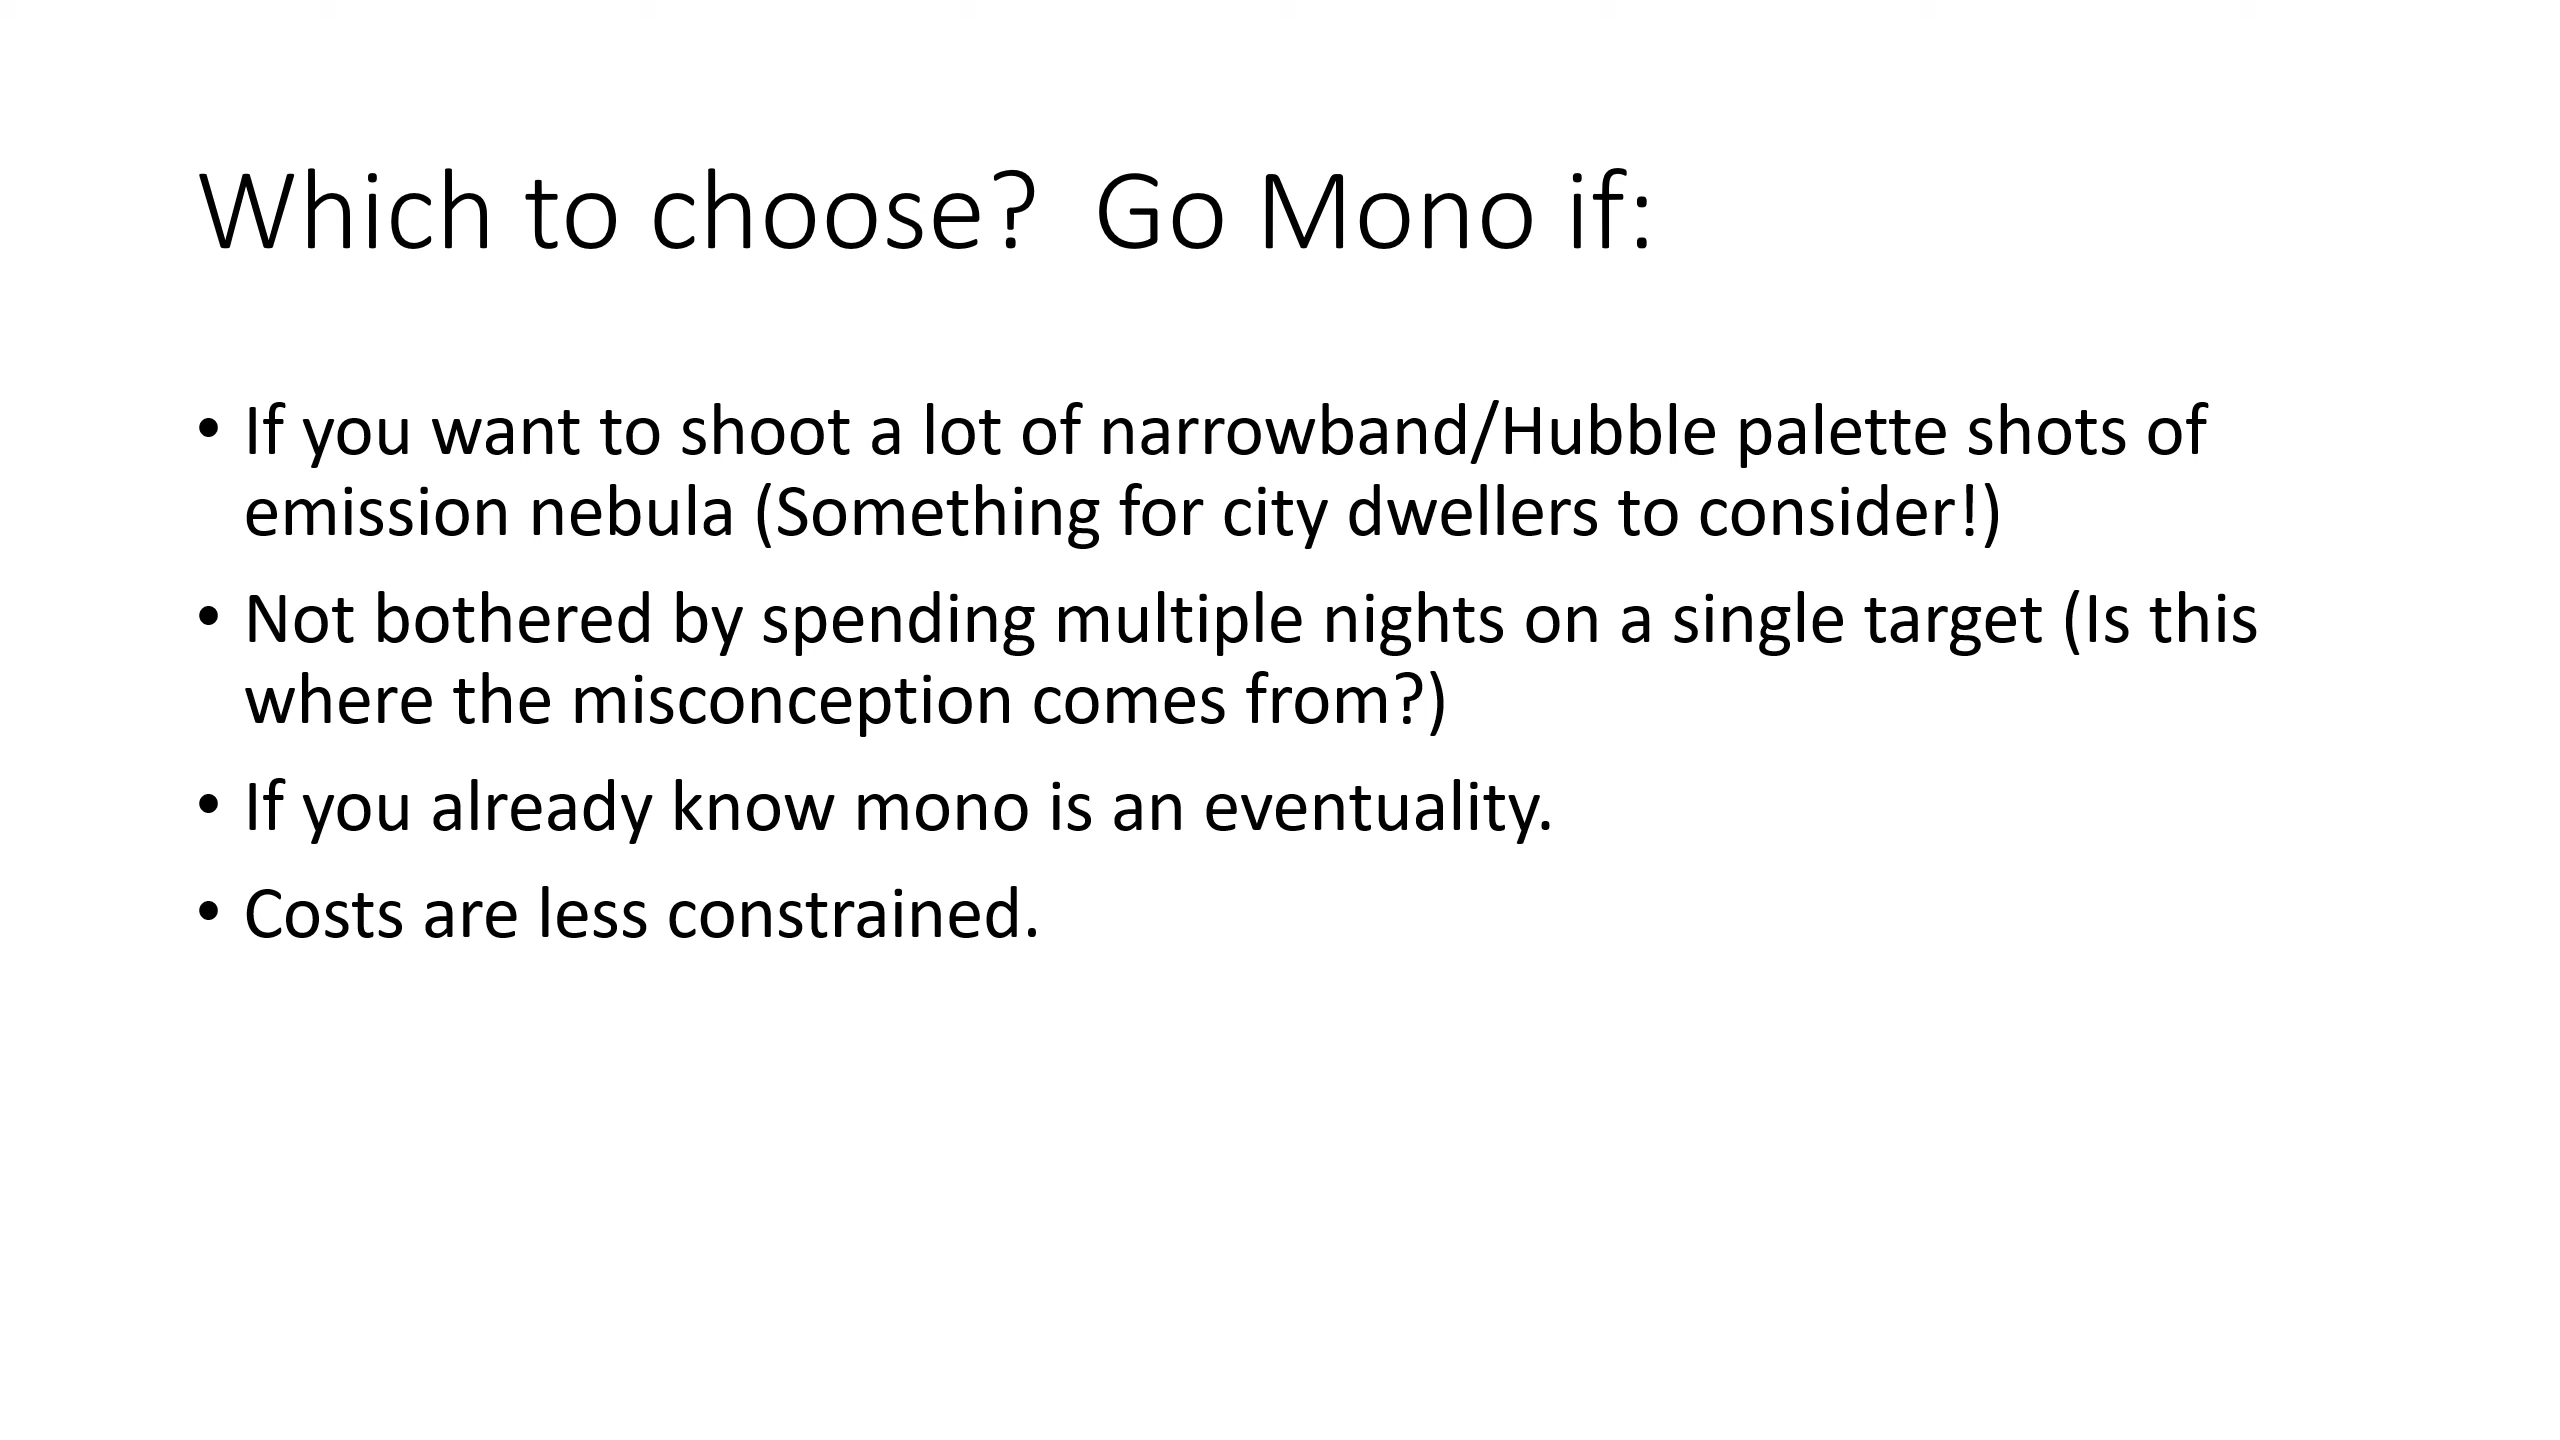 Which to choose?  Go Mono if:
• If you want to shoot a lot of narrowband/Hubble palette shots of
emission nebula (Something for city dwellers to consider!)
• Not bothered by spending multiple nights on a single target (Is this
where the misconception comes from?)
• If you already know mono is an eventuality.
• Costs are less constrained.